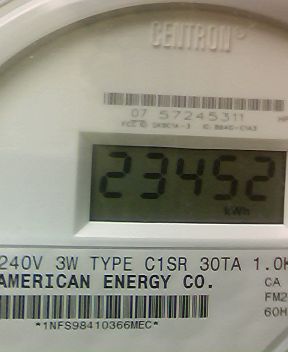 CENTRON®
07 57245311
23452
kWh
240V 3W TYPE C1SR 30TA 1.0K
AMERICAN ENERGY CO.
CA
FM2
60H
*1NFS98410366MEC*